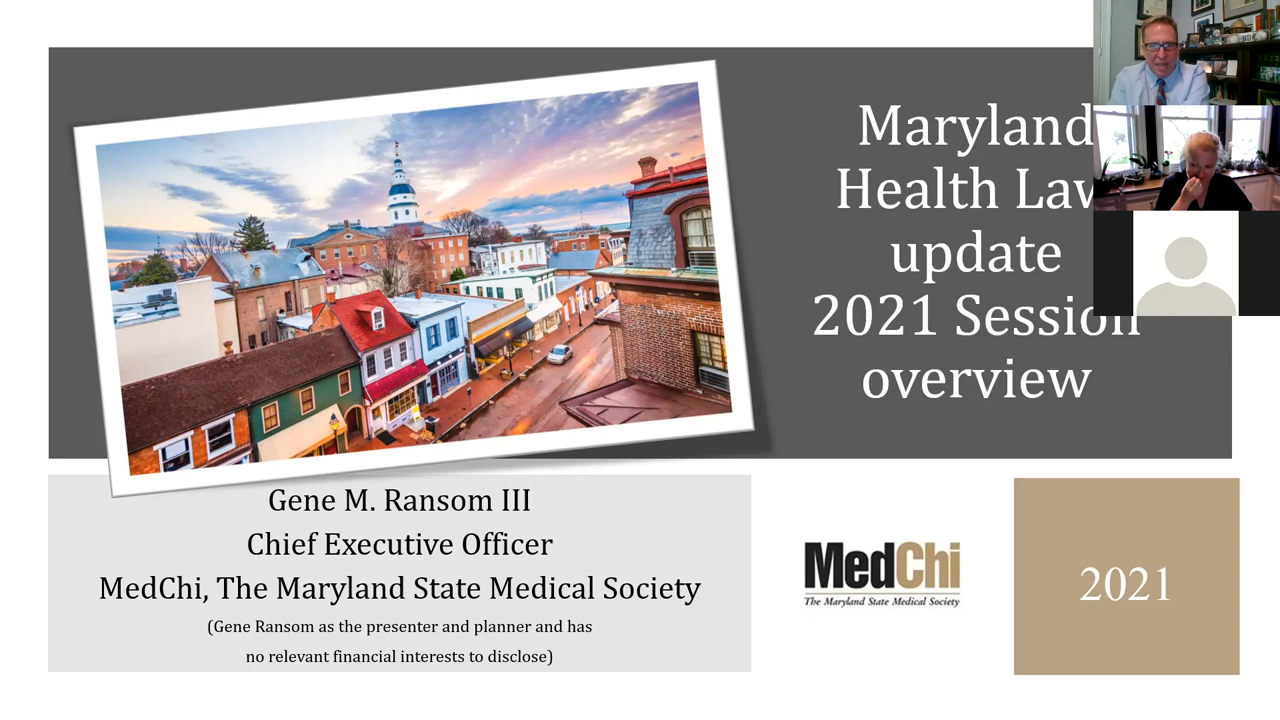 Maryland
Health Law
update
2021 Session
overview
Gene M. Ransom III
Chief Executive Officer
MedChi, The Maryland State Medical Society
(Gene Ransom as the presenter and planner and has
no relevant financial interests to disclose)
MedChi
The Maryland State Medical Society
2021